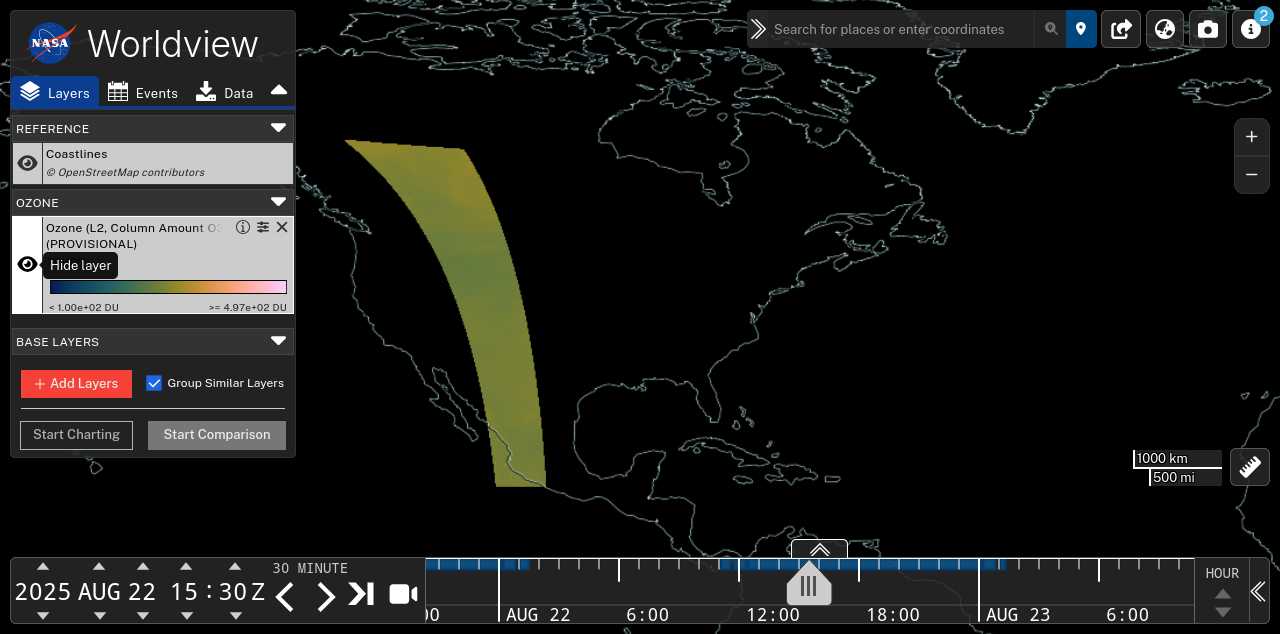 NASA Worldview
Layers Events Data
REFERENCE
Coastlines
© OpenStreetMap contributors
OZONE
Ozone (L2, Column Amount O
(PROVISIONAL)
Hide layer
< 1.00e+02 DU >= 4.97e+02 DU
BASE LAYERS
+ Add Layers Group Similar Layers
Start Charting Start Comparison
Search for places or enter coordinates
2
+
−
1000 km
500 mi
2025 AUG 22 15 : 30 Z
30 MINUTE
00 AUG 22 6:00 12:00 18:00 AUG 23 6:00
HOUR